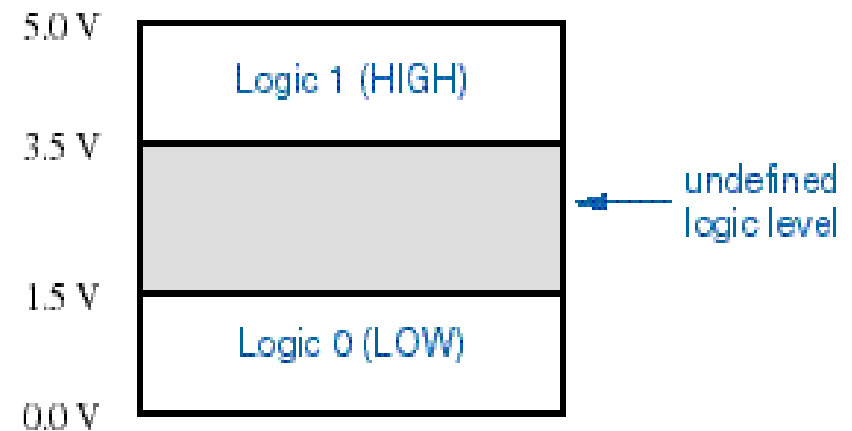 5.0 V
Logic 1 (HIGH)
3.5 V
undefined
logic level
1.5 V
Logic 0 (LOW)
0.0 V